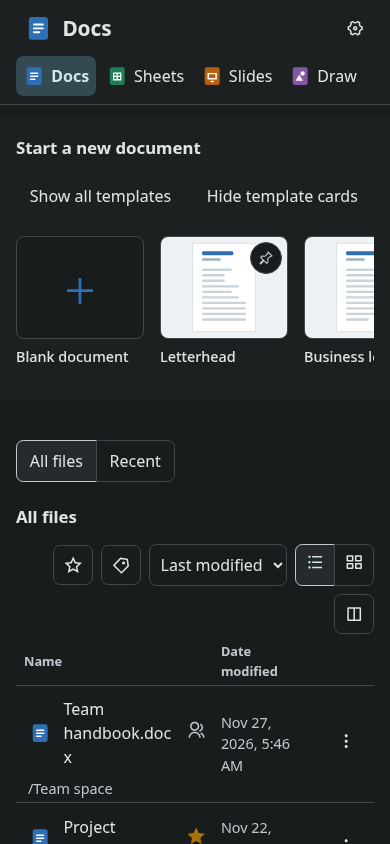 Docs
Docs Sheets Slides Draw
Start a new document
Show all templates Hide template cards
Blank document Letterhead Business l
All files Recent
All files
Last modified
Name Date modified
Team handbook.docx
Nov 27, 2026, 5:46 AM
/Team space
Project
Nov 22,